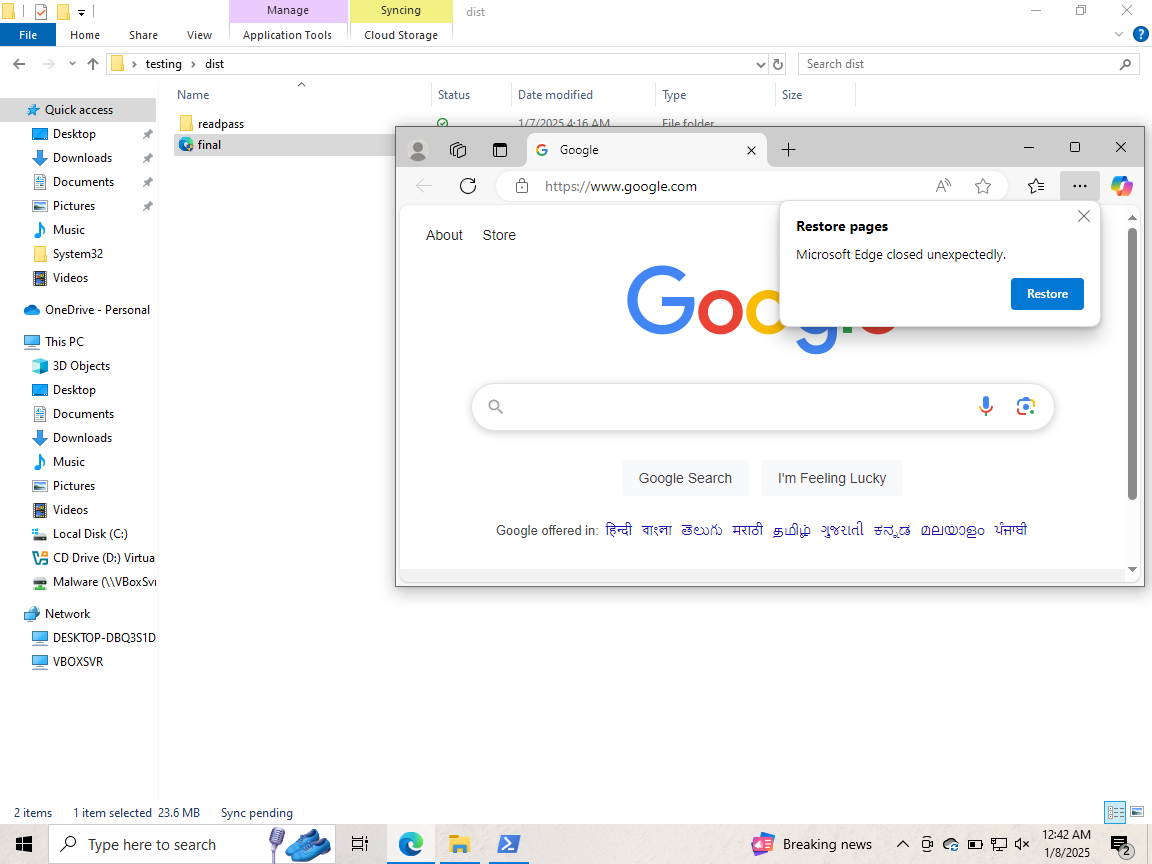 Manage
Syncing
dist
File
Home
Share
View
Application Tools
Cloud Storage
testing
dist
Search dist
Name
Status
Date modified
Type
Size
Quick access
Desktop
Downloads
Documents
Pictures
Music
System32
Videos
OneDrive - Personal
This PC
3D Objects
Desktop
Documents
Downloads
Music
Pictures
Videos
Local Disk (C:)
CD Drive (D:) Virtua
Malware (\\VBoxSvr
Network
DESKTOP-DBQ3S1D
VBOXSVR
readpass
1/7/2025 4:16 AM
File folder
final
Google
https://www.google.com
About
Store
Restore pages
Microsoft Edge closed unexpectedly.
Restore
Google
Google Search
I'm Feeling Lucky
Google offered in: हिन्दी বাংলা తెలుగు मराठी தமிழ் ગુજરાતી ಕನ್ನಡ മലയാളം ਪੰਜਾਬੀ
2 items
1 item selected 23.6 MB
Sync pending
Type here to search
Breaking news
12:42 AM
1/8/2025
2